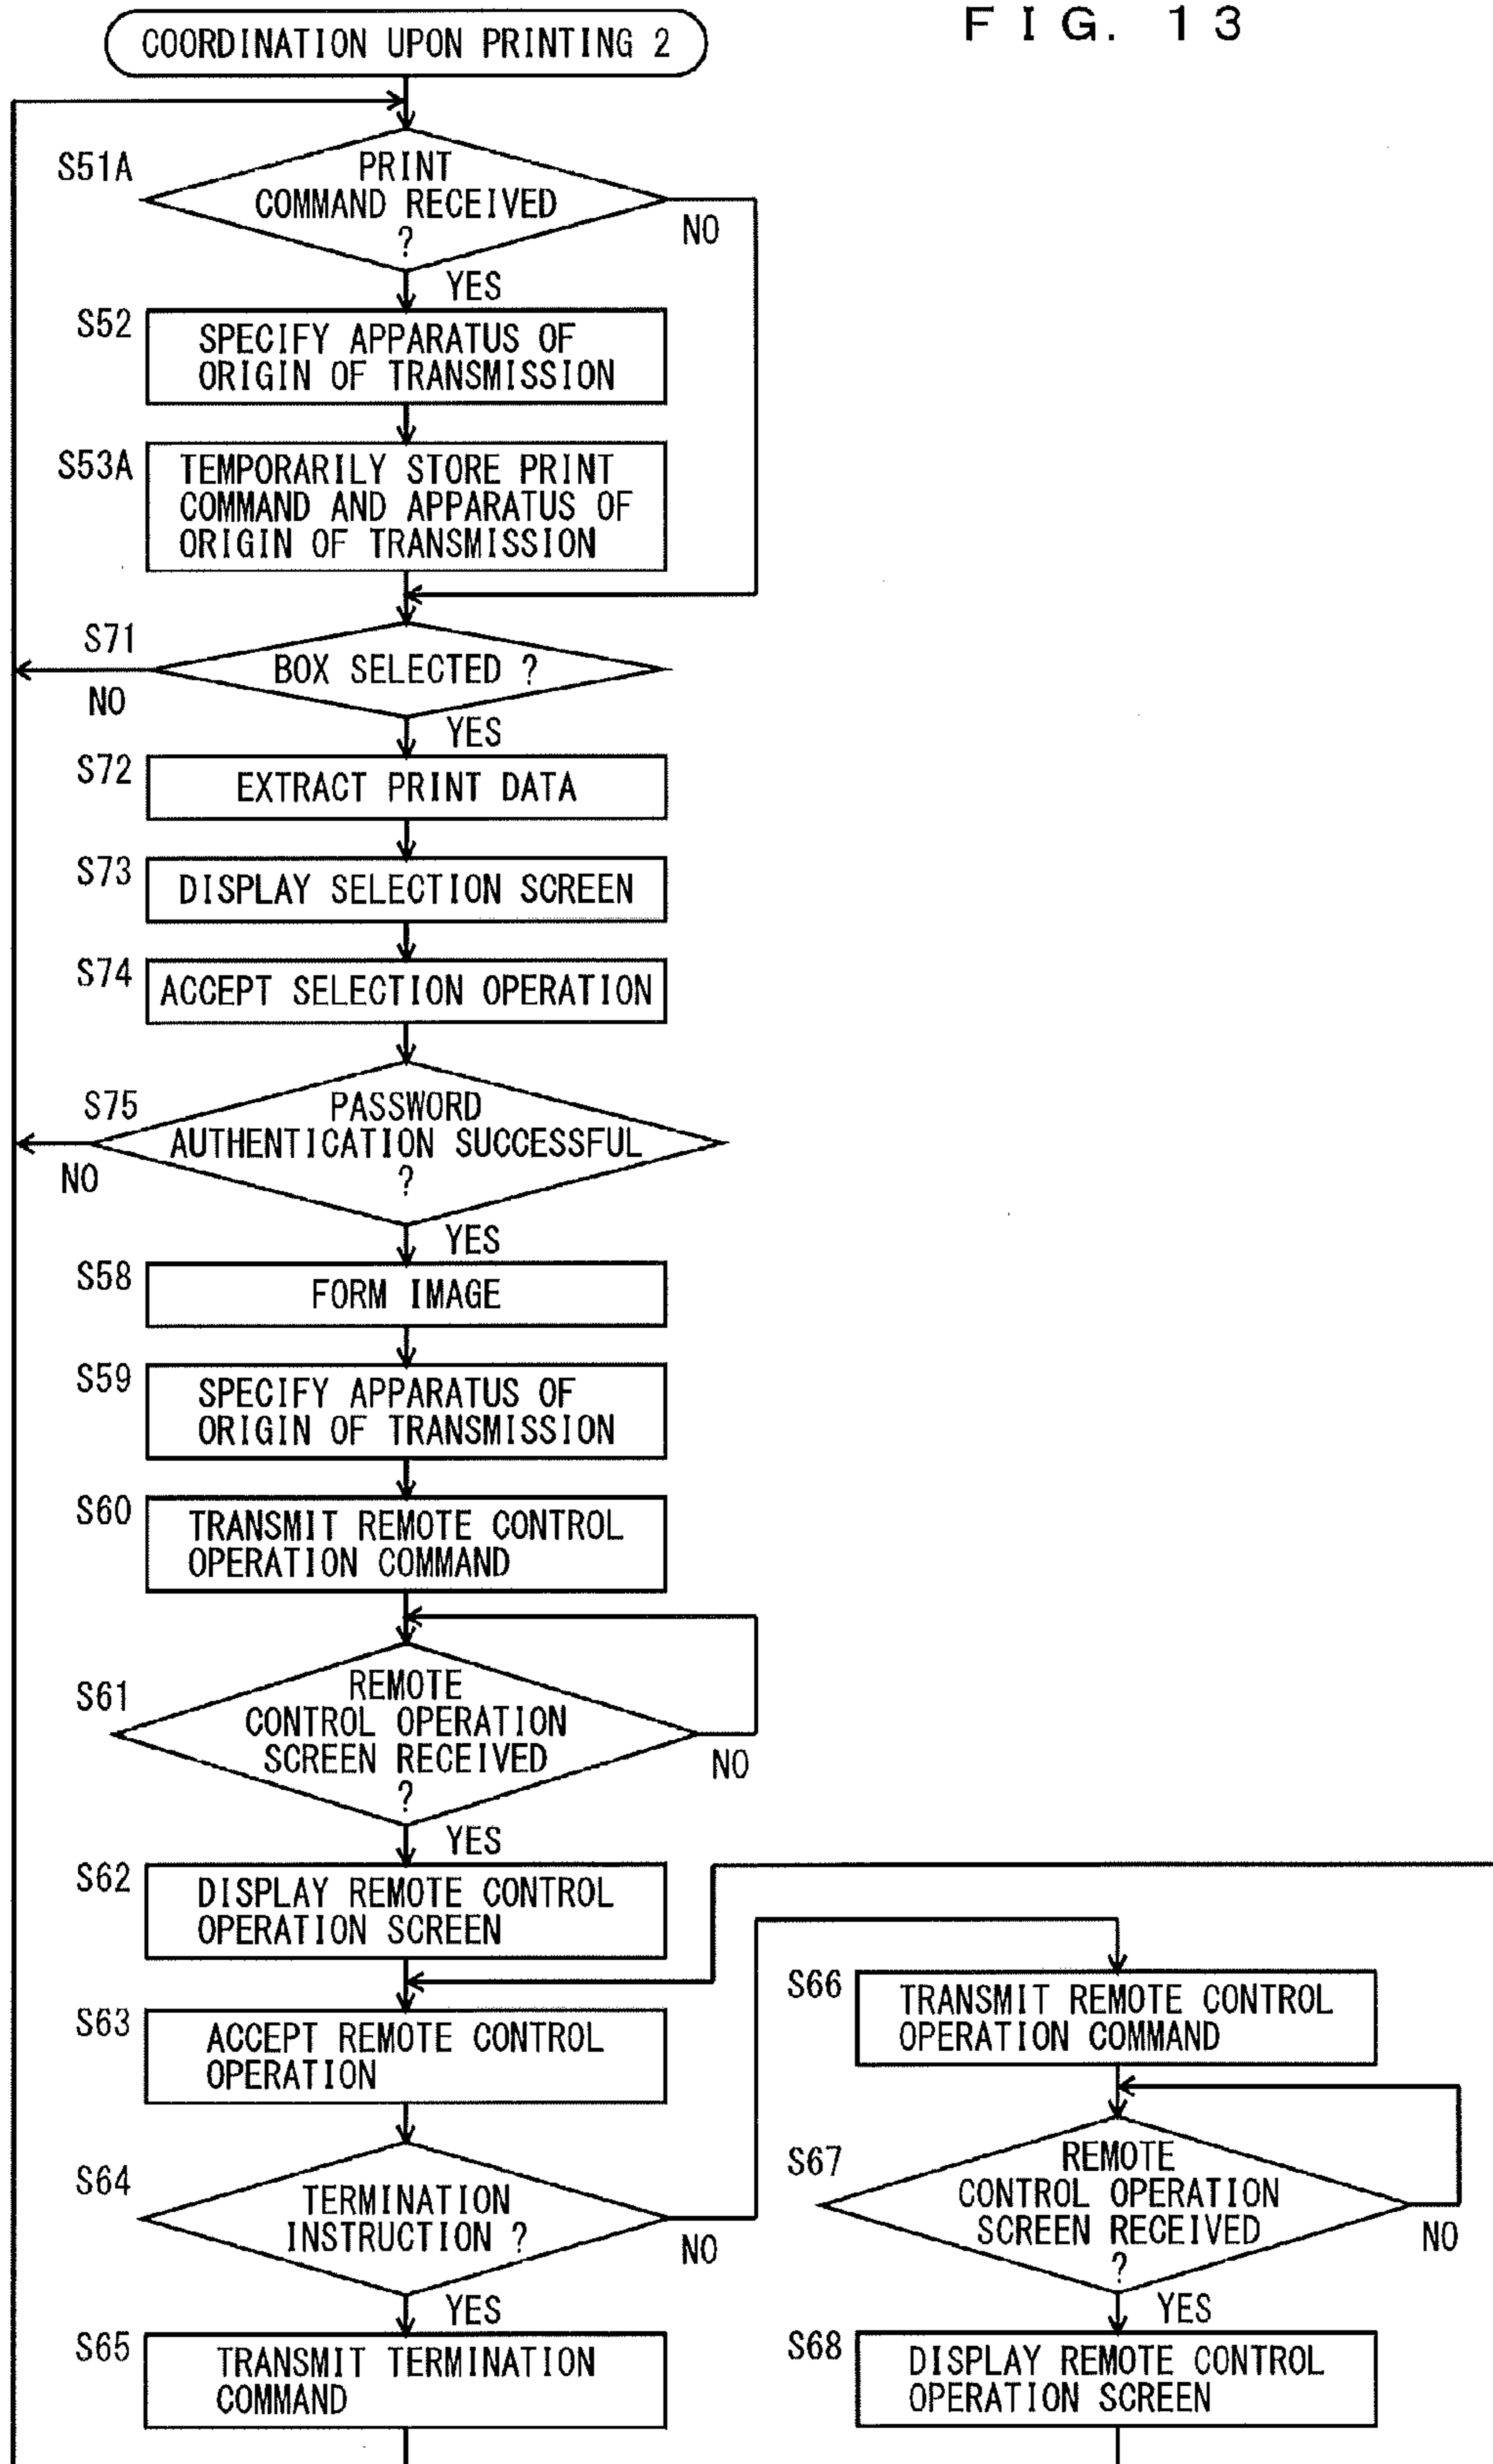 FIG. 13
COORDINATION UPON PRINTING 2
S51A
PRINT
COMMAND RECEIVED
?
NO
YES
S52
SPECIFY APPARATUS OF
ORIGIN OF TRANSMISSION
S53A
TEMPORARILY STORE PRINT
COMMAND AND APPARATUS OF
ORIGIN OF TRANSMISSION
S71
BOX SELECTED ?
NO
YES
S72
EXTRACT PRINT DATA
S73
DISPLAY SELECTION SCREEN
S74
ACCEPT SELECTION OPERATION
S75
PASSWORD
AUTHENTICATION SUCCESSFUL
?
NO
YES
S58
FORM IMAGE
S59
SPECIFY APPARATUS OF
ORIGIN OF TRANSMISSION
S60
TRANSMIT REMOTE CONTROL
OPERATION COMMAND
S61
REMOTE
CONTROL OPERATION
SCREEN RECEIVED
?
NO
YES
S62
DISPLAY REMOTE CONTROL
OPERATION SCREEN
S63
ACCEPT REMOTE CONTROL
OPERATION
S64
TERMINATION
INSTRUCTION ?
NO
YES
S65
TRANSMIT TERMINATION
COMMAND
S66
TRANSMIT REMOTE CONTROL
OPERATION COMMAND
S67
REMOTE
CONTROL OPERATION
SCREEN RECEIVED
?
NO
YES
S68
DISPLAY REMOTE CONTROL
OPERATION SCREEN